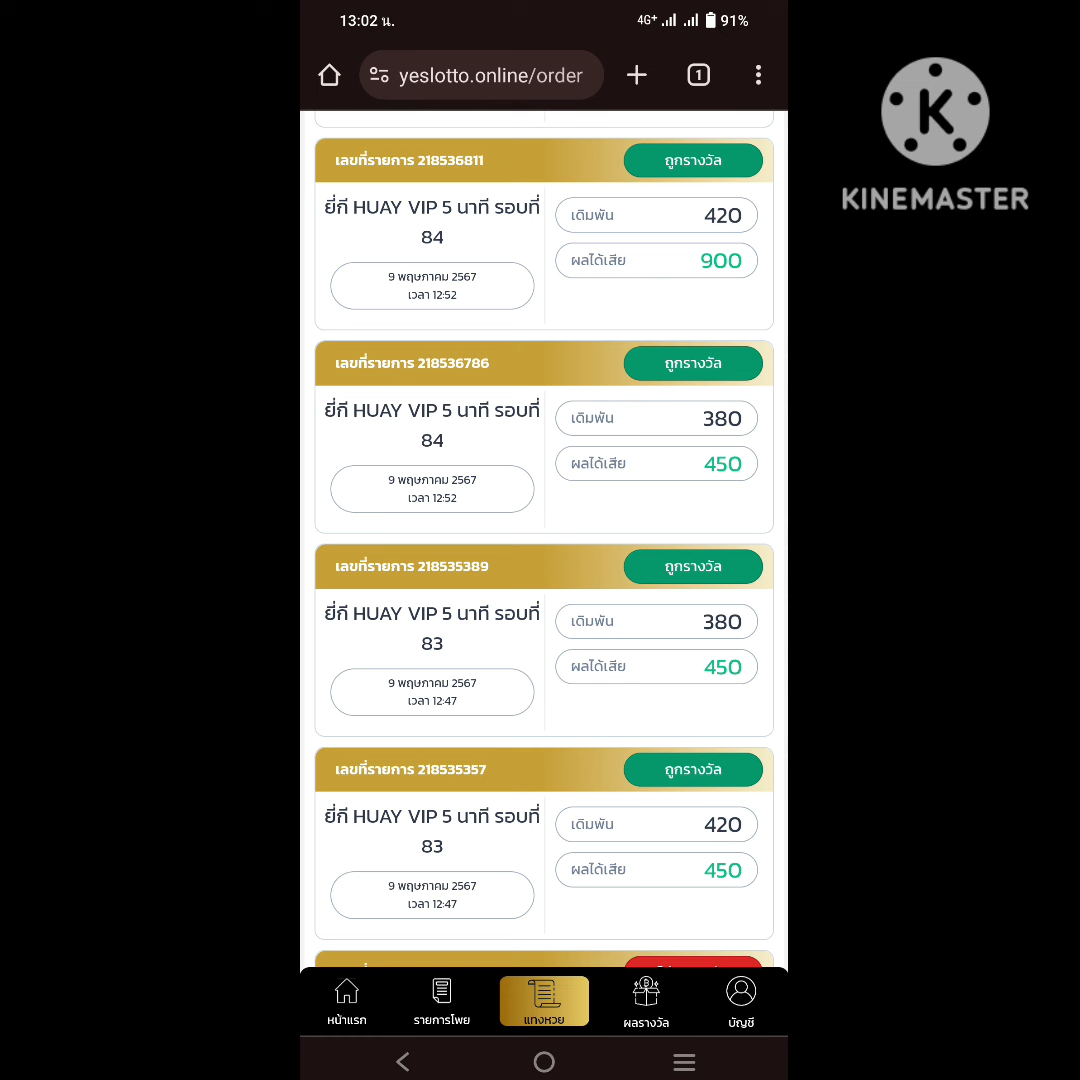 13:02 น.
4G+
91%
yeslotto.online/order
1
K
KINEMASTER
เลขที่รายการ 218536811
ถูกรางวัล
ยี่กี HUAY VIP 5 นาที รอบที่
84
9 พฤษภาคม 2567
เวลา 12:52
เดิมพัน 420
ผลได้เสีย 900
เลขที่รายการ 218536786
ถูกรางวัล
ยี่กี HUAY VIP 5 นาที รอบที่
84
9 พฤษภาคม 2567
เวลา 12:52
เดิมพัน 380
ผลได้เสีย 450
เลขที่รายการ 218535389
ถูกรางวัล
ยี่กี HUAY VIP 5 นาที รอบที่
83
9 พฤษภาคม 2567
เวลา 12:47
เดิมพัน 380
ผลได้เสีย 450
เลขที่รายการ 218535357
ถูกรางวัล
ยี่กี HUAY VIP 5 นาที รอบที่
83
9 พฤษภาคม 2567
เวลา 12:47
เดิมพัน 420
ผลได้เสีย 450
หน้าแรก
รายการโพย
แทงหวย
ผลรางวัล
บัญชี